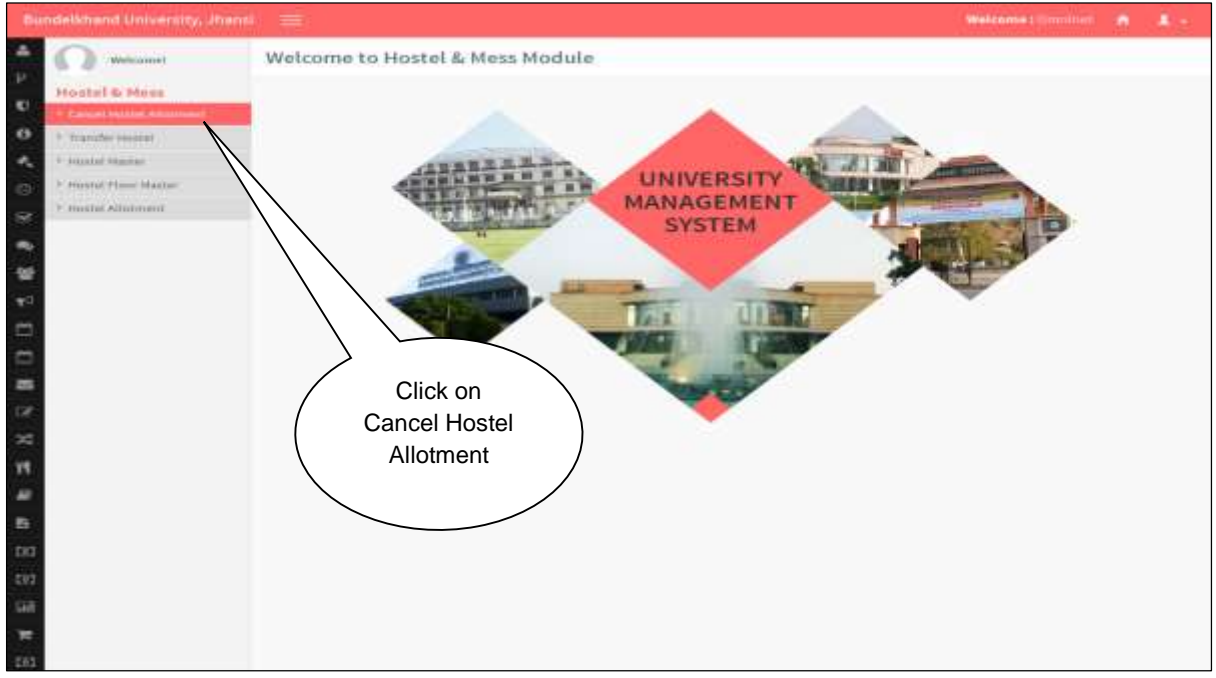 Bundelkhand University, Jhansi
Welcome
Welcome!
Welcome to Hostel & Mess Module
Hostel & Mess
Cancel Hostel Allotment
Transfer Hostel
Hostel Master
Hostel Floor Master
Hostel Allotment
UNIVERSITY
MANAGEMENT
SYSTEM
Click on
Cancel Hostel
Allotment